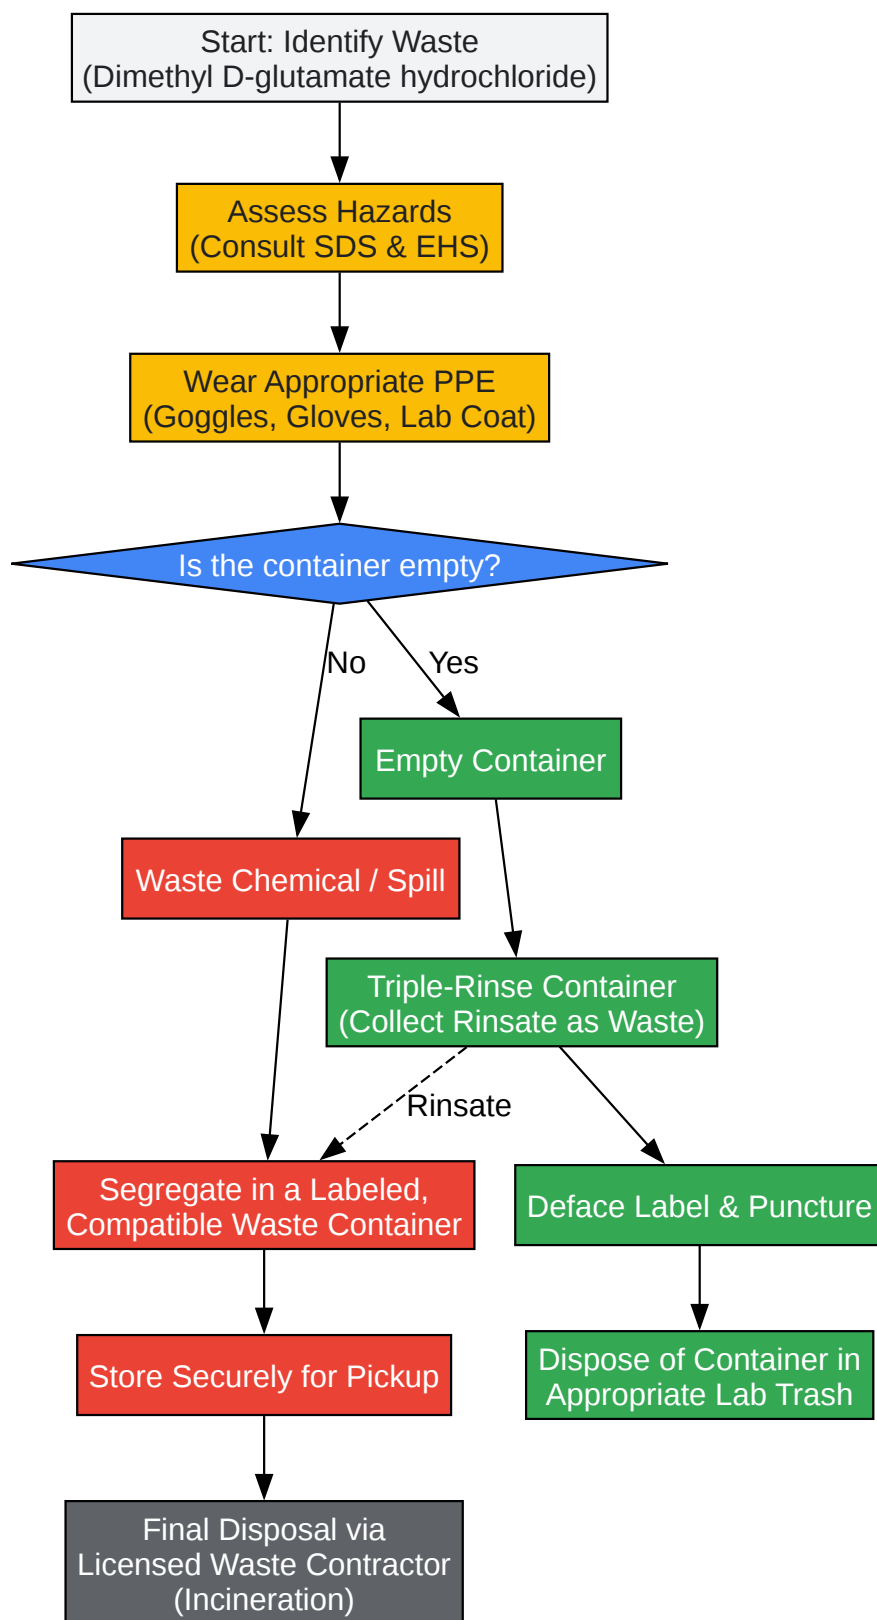 Start: Identify Waste
(Dimethyl D-glutamate hydrochloride)
Assess Hazards
(Consult SDS & EHS)
Wear Appropriate PPE
(Goggles, Gloves, Lab Coat)
Is the container empty?
No
Yes
Empty Container
Waste Chemical / Spill
Triple-Rinse Container
(Collect Rinsate as Waste)
Rinsate
Segregate in a Labeled,
Compatible Waste Container
Deface Label & Puncture
Store Securely for Pickup
Dispose of Container in
Appropriate Lab Trash
Final Disposal via
Licensed Waste Contractor
(Incineration)